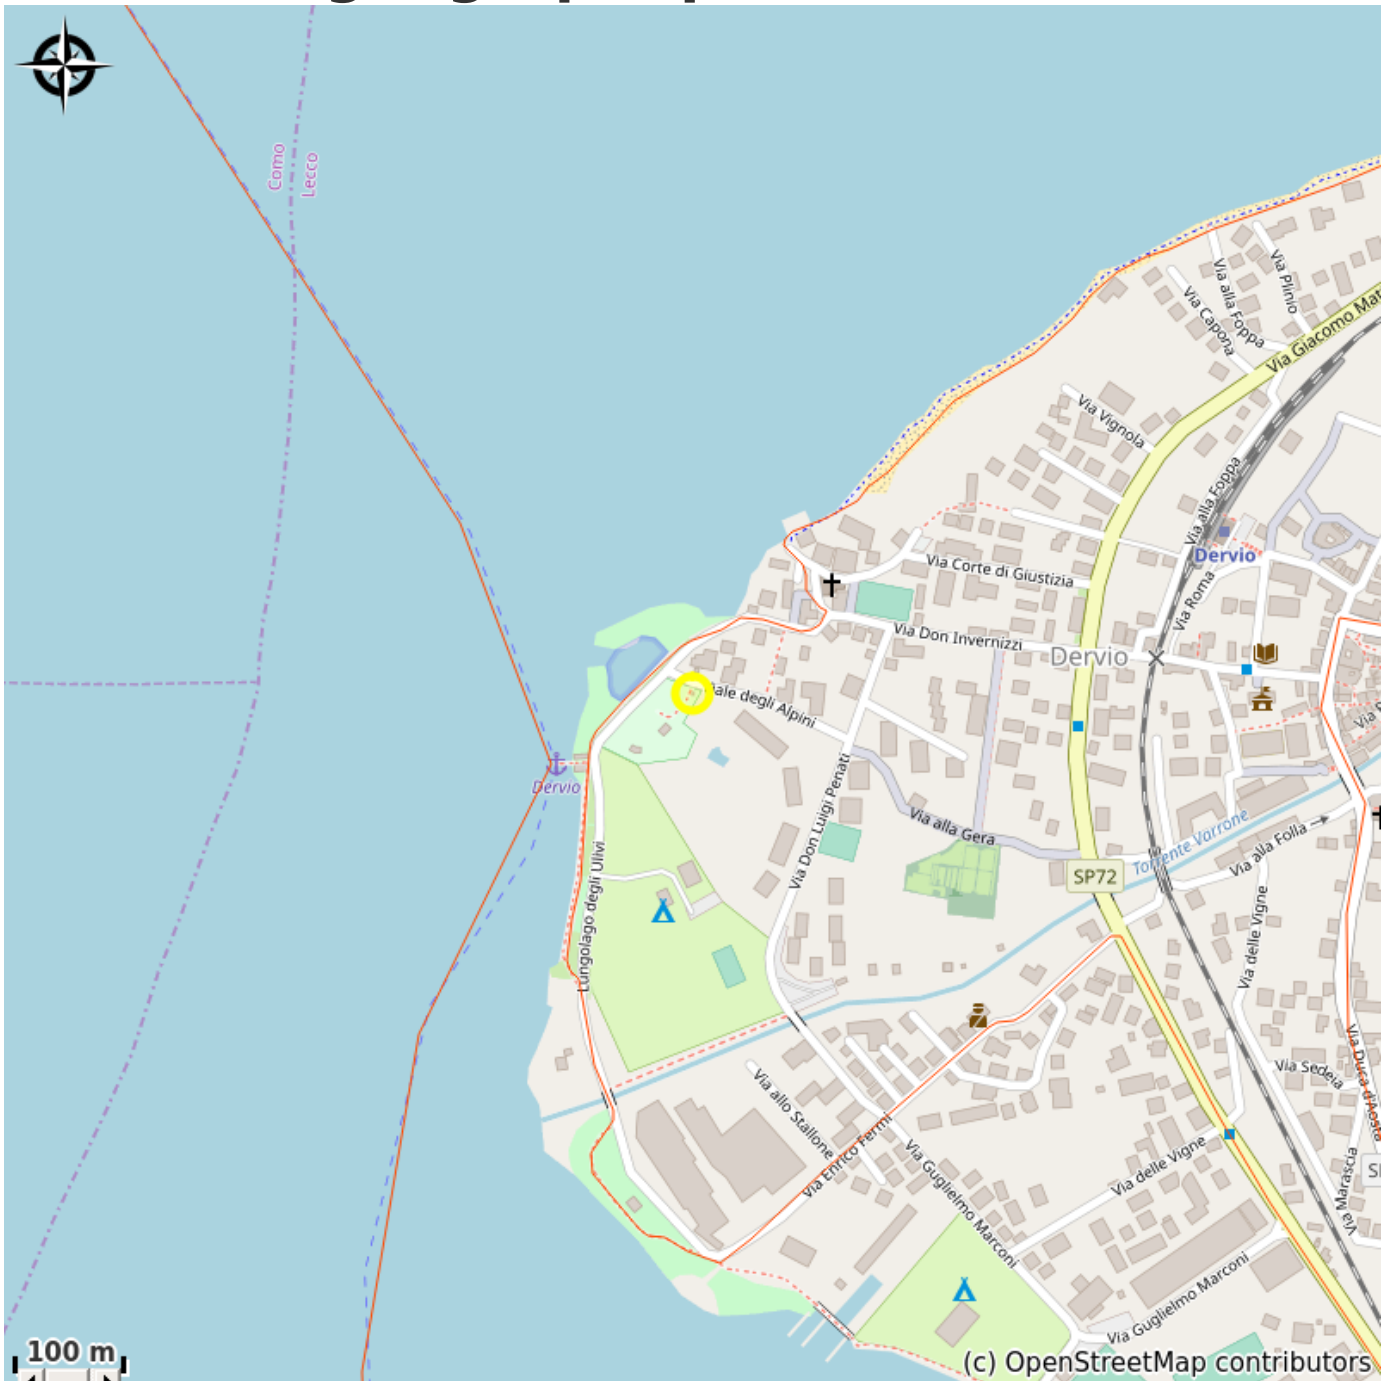 Como
Lecco
Via Plinio
Via alla Foppa
Via Capona
Via Giacomo Mat
Via Vignola
Via alla Foppa
Dervio
Via Corte di Giustizia
Via Roma
Via Don Invernizzi
Dervio
ale degli Alpini
Dervio
Via Don Luigi Penati
Via alla Gera
Torrente Varrone
Via alla Folla
SP72
Lungolago degli Ulivi
Via delle Vigne
Via Sedeia
Via Duca d'Aosta
Via allo Stallone
Via Enrico Fermi
Via Guglielmo Marconi
Via delle Vigne
Via Marascia
Via Guglielmo Marconi
100 m
(c) OpenStreetMap contributors